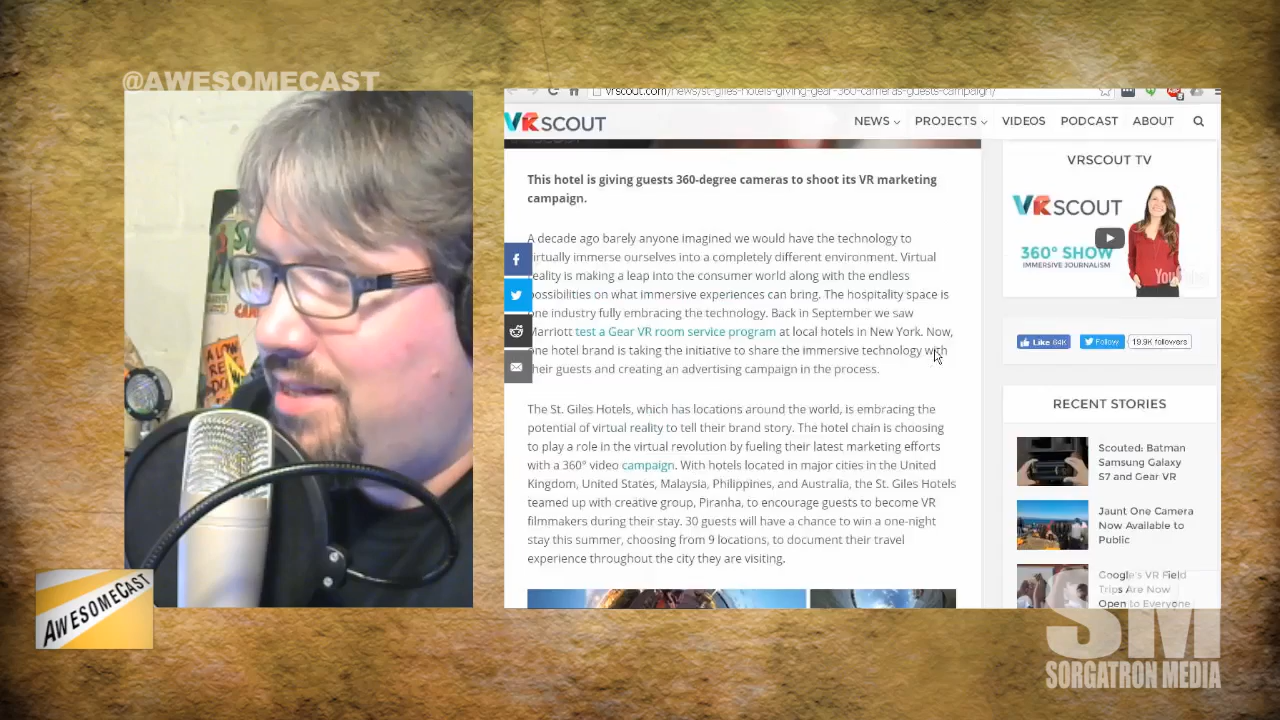 @AWESOMECAST
vrscout.com/news/st-giles-hotels-giving-gear-360-cameras-guests-campaign/
VR SCOUT
NEWS
PROJECTS
VIDEOS
PODCAST
ABOUT
This hotel is giving guests 360-degree cameras to shoot its VR marketing
campaign.
A decade ago barely anyone imagined we would have the technology to
virtually immerse ourselves into a completely different environment. Virtual
reality is making a leap into the consumer world along with the endless
possibilities on what immersive experiences can bring. The hospitality space is
one industry fully embracing the technology. Back in September we saw
Marriott test a Gear VR room service program at local hotels in New York. Now,
one hotel brand is taking the initiative to share the immersive technology with
their guests and creating an advertising campaign in the process.
The St. Giles Hotels, which has locations around the world, is embracing the
potential of virtual reality to tell their brand story. The hotel chain is choosing
to play a role in the virtual revolution by fueling their latest marketing efforts
with a 360° video campaign. With hotels located in major cities in the United
Kingdom, United States, Malaysia, Philippines, and Australia, the St. Giles Hotels
teamed up with creative group, Piranha, to encourage guests to become VR
filmmakers during their stay. 30 guests will have a chance to win a one-night
stay this summer, choosing from 9 locations, to document their travel
experience throughout the city they are visiting.
VRSCOUT TV
VR SCOUT
360° SHOW
IMMERSIVE JOURNALISM
YouTube
Like 64K
Follow
19.9K followers
RECENT STORIES
Scouted: Batman
Samsung Galaxy
S7 and Gear VR
Jaunt One Camera
Now Available to
Public
Google's VR Field
Trips Are Now
Open to Everyone
A LOW
RE
DO
AWESOMECAST
SM
SORGATRON MEDIA